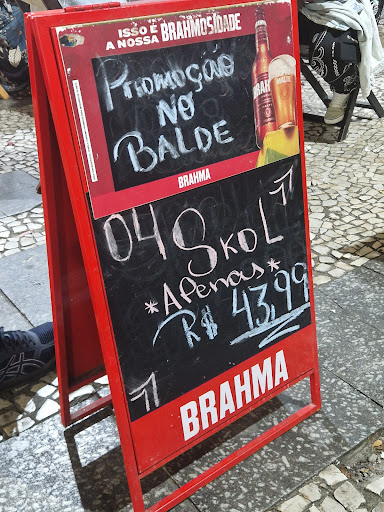 ISSO É
A NOSSA BRAHMOSIDADE
Promoção
NO
BALDE
BRAHMA
04 SKOL
*Apenas*
R$ 43,99
BRAHMA